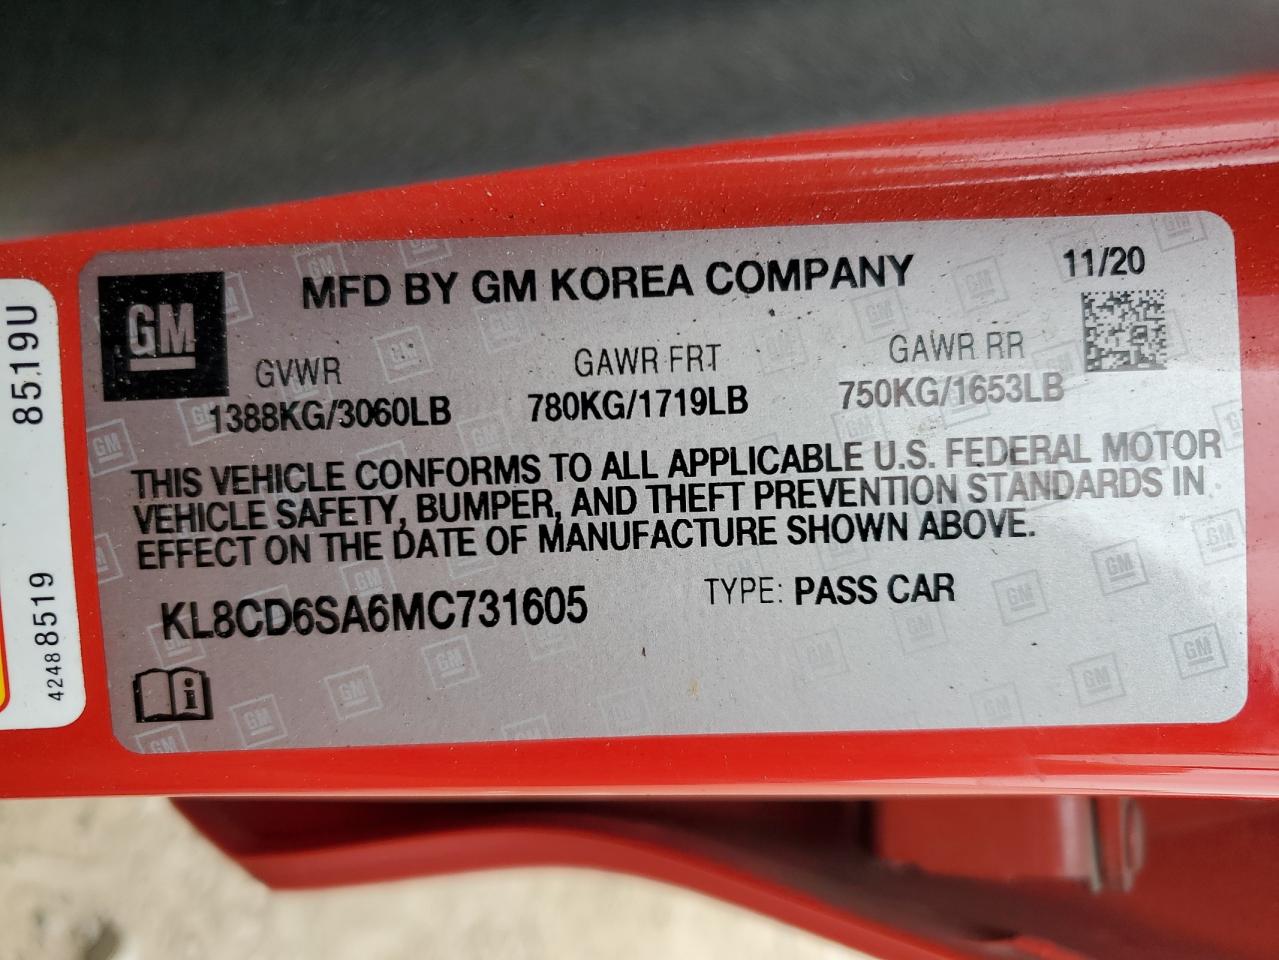 GM
MFD BY GM KOREA COMPANY
11/20
GVWR
GAWR FRT
GAWR RR
1388KG/3060LB
780KG/1719LB
750KG/1653LB
THIS VEHICLE CONFORMS TO ALL APPLICABLE U.S. FEDERAL MOTOR
VEHICLE SAFETY, BUMPER, AND THEFT PREVENTION STANDARDS IN
EFFECT ON THE DATE OF MANUFACTURE SHOWN ABOVE.
KL8CD6SA6MC731605
TYPE: PASS CAR
85119U
42488519